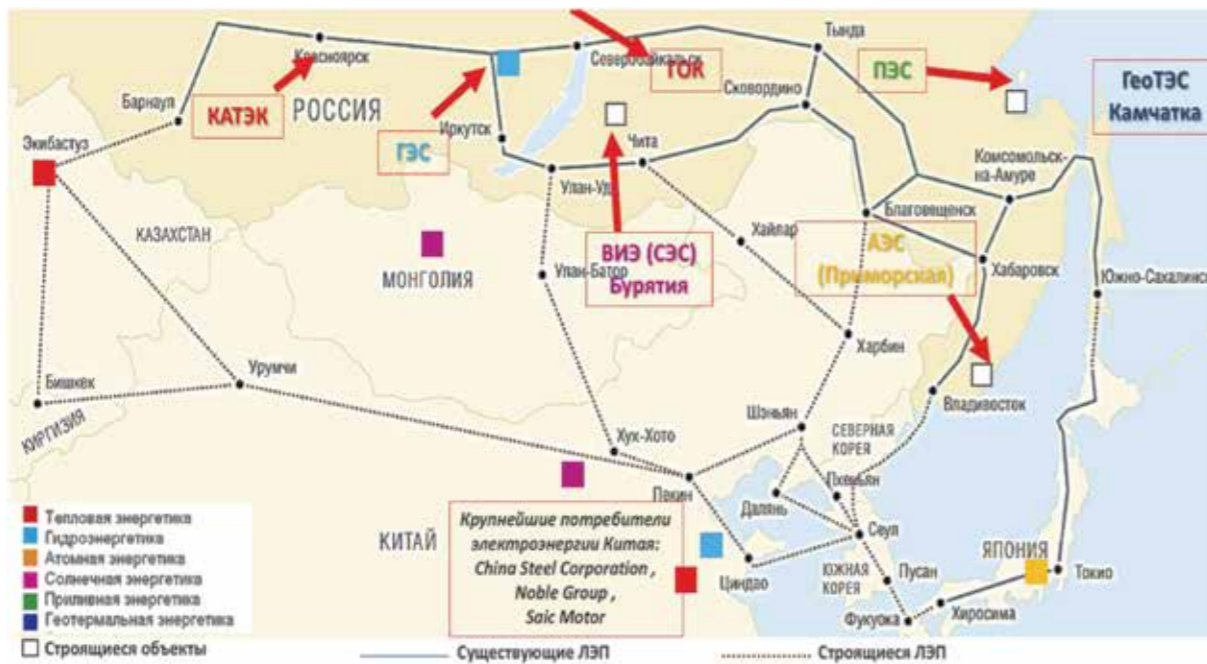 Тында
Красноярск
Северобайкальск
ТОК
ПЭС
ГеоТЭС
Камчатка
Сковордино
Барнаул
КАТЭК
РОССИЯ
Иркутск
ГЭС
Чита
Экибастуз
Комсомольск-
на-Амуре
Улан-Удэ
Благовещенск
КАЗАХСТАН
Хайлар
ВИЭ (СЭС)
Бурятия
АЭС
(Приморская)
Хабаровск
МОНГОЛИЯ
Улан-Батор
Южно-Сахалинск
Харбин
Урумчи
Бишкек
КИРГИЗИЯ
Владивосток
Шэньян
СЕВЕРНАЯ
КОРЕЯ
Хух-Хото
Пекин
Пхеньян
Далянь
Крупнейшие потребители
электроэнергии Китая:
China Steel Corporation ,
Noble Group ,
Saic Motor
КИТАЙ
Сеул
ЯПОНИЯ
Циндао
ЮЖНАЯ
КОРЕЯ
Пусан
Токио
Хиросима
Фукуока
Тепловая энергетика
Гидроэнергетика
Атомная энергетика
Солнечная энергетика
Приливная энергетика
Геотермальная энергетика
Строящиеся объекты
Существующие ЛЭП
Строящиеся ЛЭП